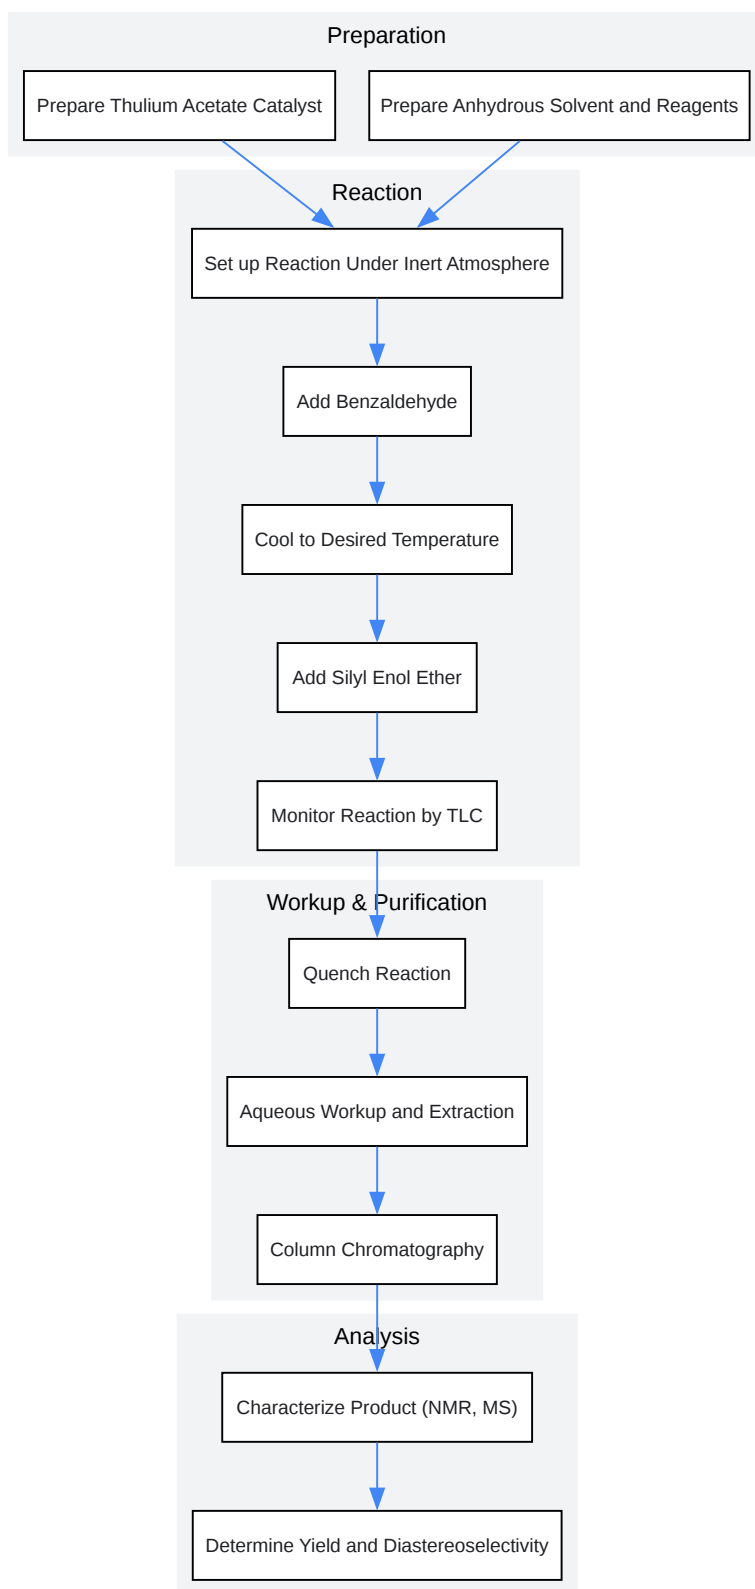 Preparation
Prepare Thulium Acetate Catalyst
Prepare Anhydrous Solvent and Reagents
Reaction
Set up Reaction Under Inert Atmosphere
Add Benzaldehyde
Cool to Desired Temperature
Add Silyl Enol Ether
Monitor Reaction by TLC
Workup & Purification
Quench Reaction
Aqueous Workup and Extraction
Column Chromatography
Analysis
Characterize Product (NMR, MS)
Determine Yield and Diastereoselectivity